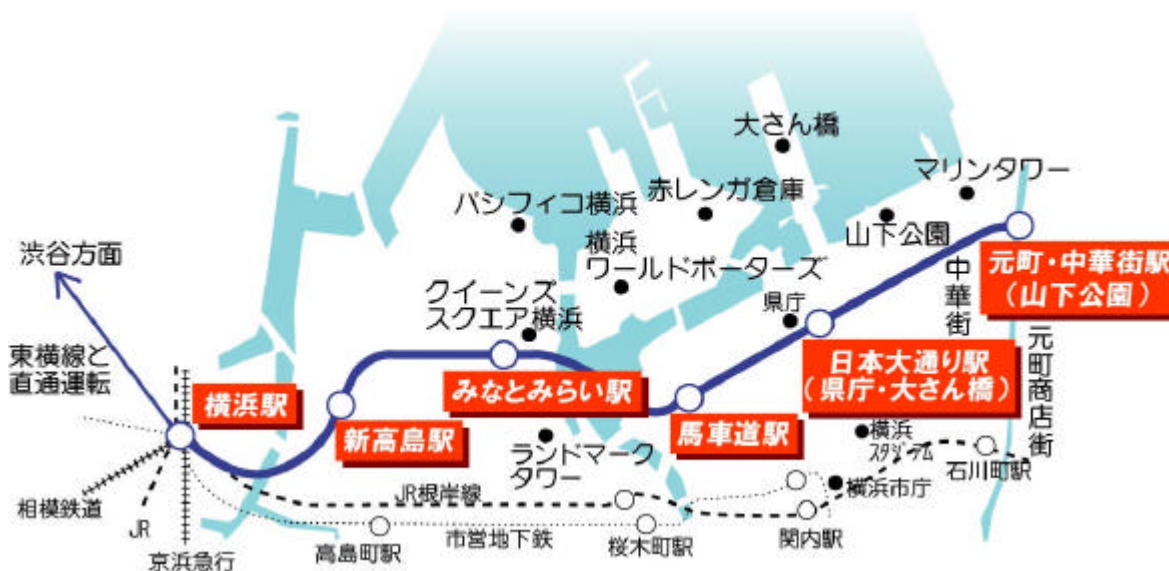 大さん橋
マリンタワー
赤レンガ倉庫
パシフィコ横浜
山下公園
横浜
ワールドポーターズ
渋谷方面
元町・中華街駅
(山下公園)
中華街
クイーンズ
スクエア横浜
県庁
元町商店街
東横線と
直通運転
日本大通り駅
(県庁・大さん橋)
みなとみらい駅
横浜駅
新高島駅
馬車道駅
横浜
スタジアム
ランドマーク
タワー
石川町駅
横浜市庁
JR根岸線
相模鉄道
JR
京浜急行
高島町駅
市営地下鉄
桜木町駅
関内駅